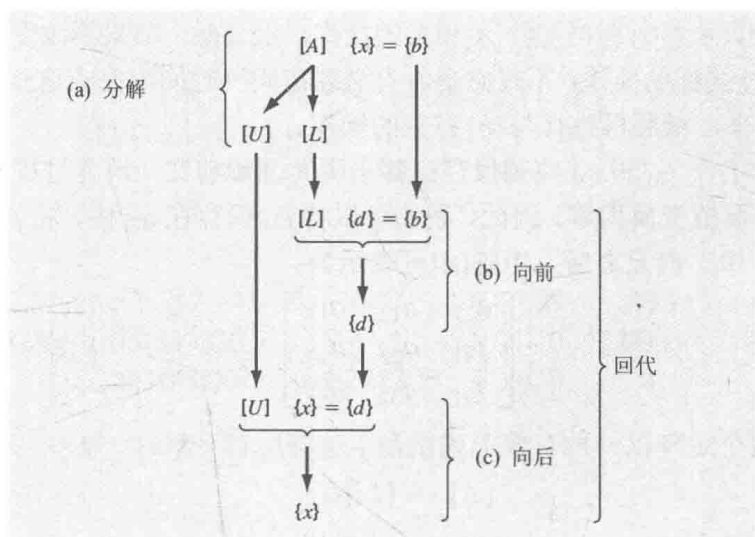 [A] {x} = {b}
(a) 分解
[U] [L]
[L] {d} = {b}
(b) 向前
{d}
回代
[U] {x} = {d}
(c) 向后
{x}